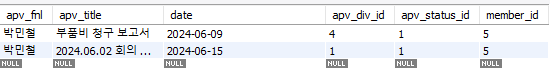 apv_fnl apv_title date apv_div_id apv_status_id member_id
박민철 부품비 청구 보고서 2024-06-09 4 1 5
박민철 2024.06.02 회의 ... 2024-06-15 1 1 5
NULL NULL NULL NULL NULL NULL